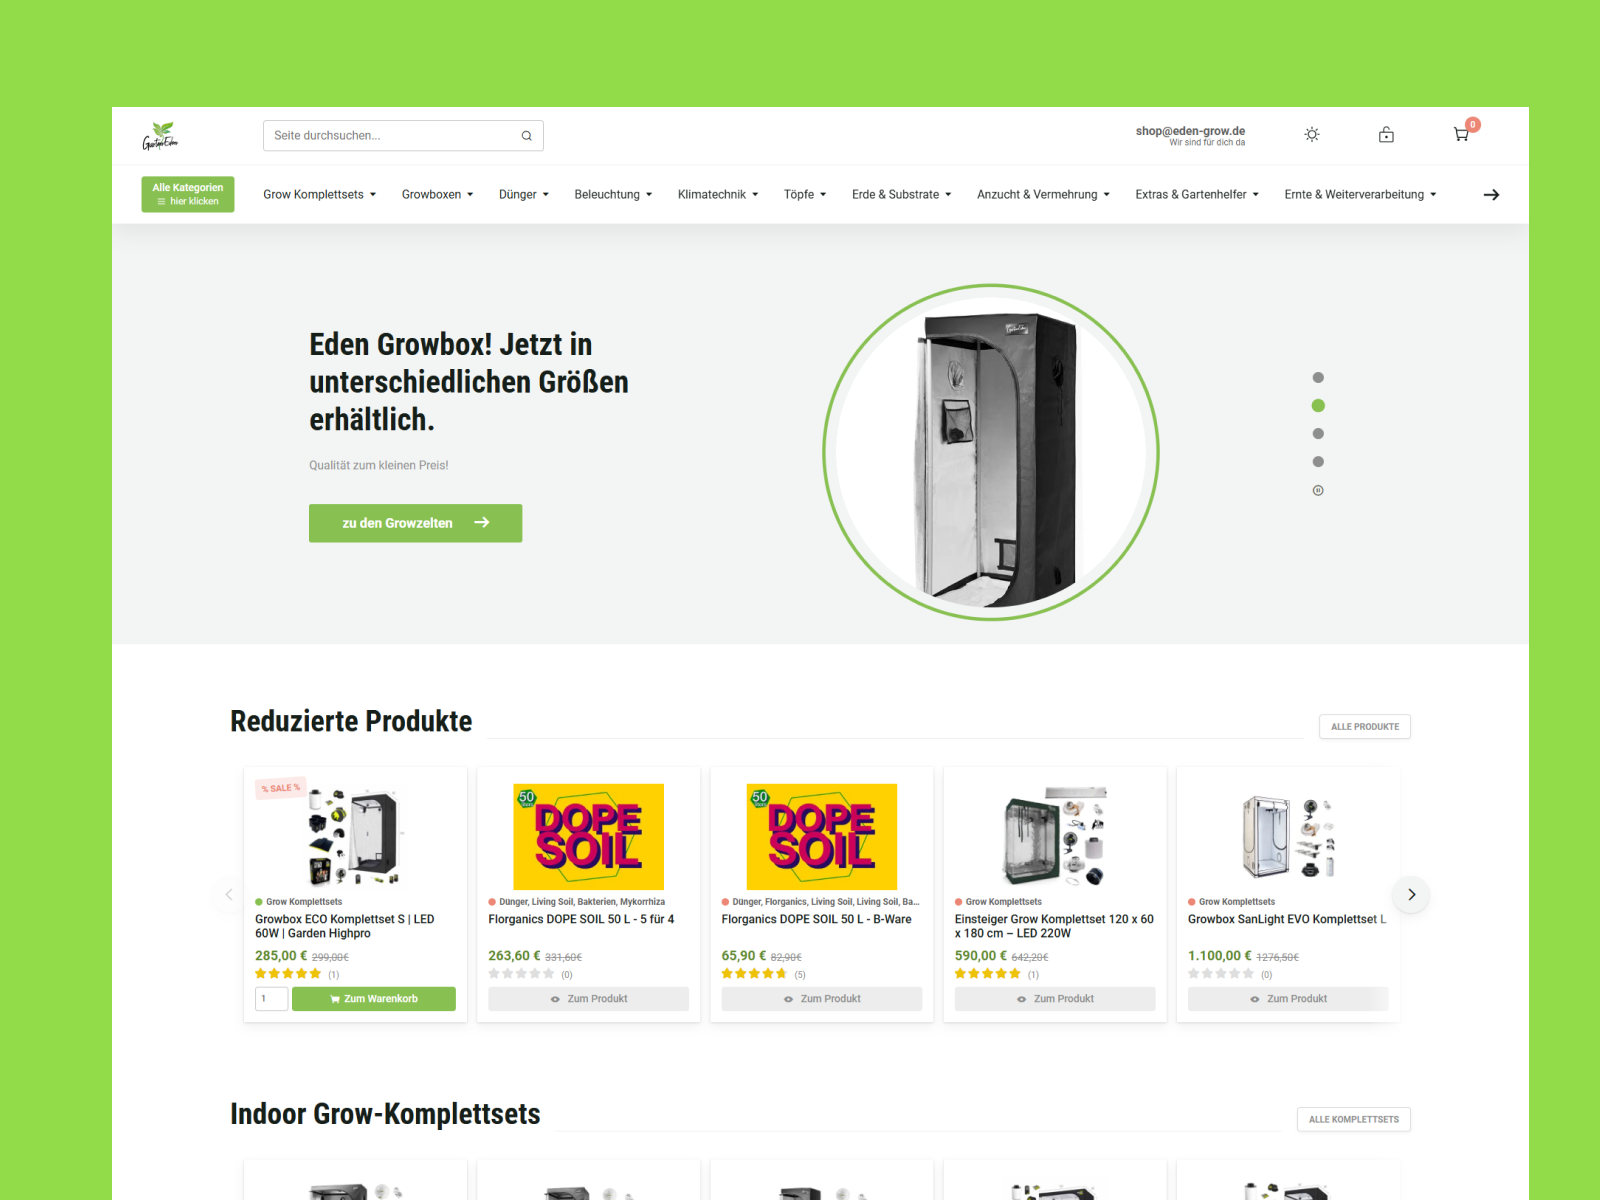 Garten Eden
Seite durchsuchen...
shop@eden-grow.de
Wir sind für dich da
0
Alle Kategorien
hier klicken
Grow Komplettsets
Growboxen
Dünger
Beleuchtung
Klimatechnik
Töpfe
Erde & Substrate
Anzucht & Vermehrung
Extras & Gartenhelfer
Ernte & Weiterverarbeitung
Eden Growbox! Jetzt in
unterschiedlichen Größen
erhältlich.
Qualität zum kleinen Preis!
zu den Growzelten
Reduzierte Produkte
ALLE PRODUKTE
% SALE %
Grow Komplettsets
Growbox ECO Komplettset S | LED
60W | Garden Highpro
285,00 € 299,00€
(1)
1
Zum Warenkorb
50
DOPE
SOIL
Dünger, Living Soil, Bakterien, Mykorrhiza
Florganics DOPE SOIL 50 L - 5 für 4
263,60 € 331,60€
(0)
Zum Produkt
50
DOPE
SOIL
Dünger, Florganics, Living Soil, Living Soil, Ba...
Florganics DOPE SOIL 50 L - B-Ware
65,90 € 82,90€
(5)
Zum Produkt
Grow Komplettsets
Einsteiger Grow Komplettset 120 x 60
x 180 cm – LED 220W
590,00 € 642,20€
(1)
Zum Produkt
Grow Komplettsets
Growbox SanLight EVO Komplettset L
1.100,00 € 1276,50€
(0)
Zum Produkt
Indoor Grow-Komplettsets
ALLE KOMPLETTSETS